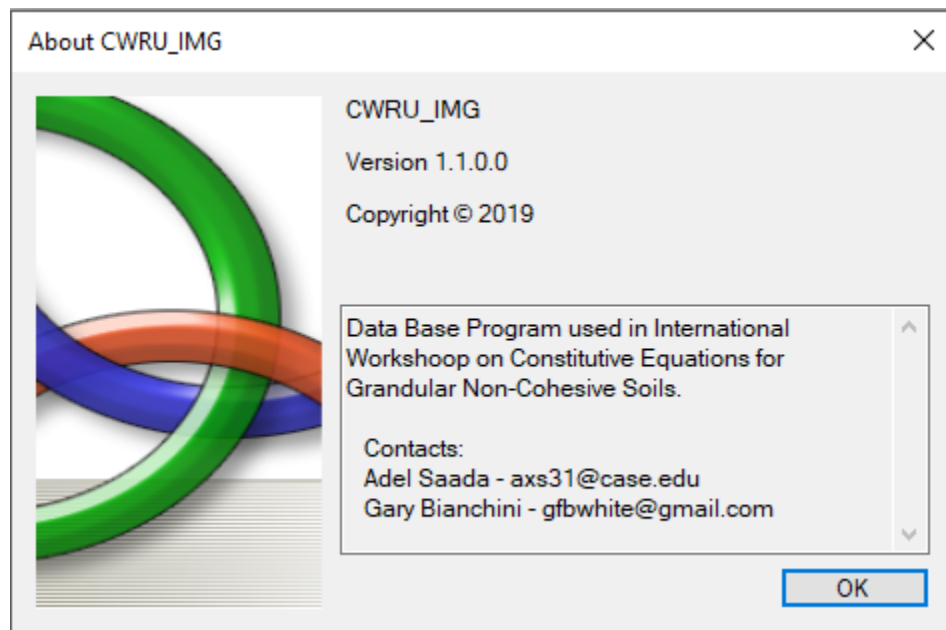 About CWRU_IMG
CWRU_IMG
Version 1.1.0.0
Copyright © 2019
Data Base Program used in International
Workshoop on Constitutive Equations for
Grandular Non-Cohesive Soils.
Contacts:
Adel Saada - axs31@case.edu
Gary Bianchini - gfbwhite@gmail.com
OK